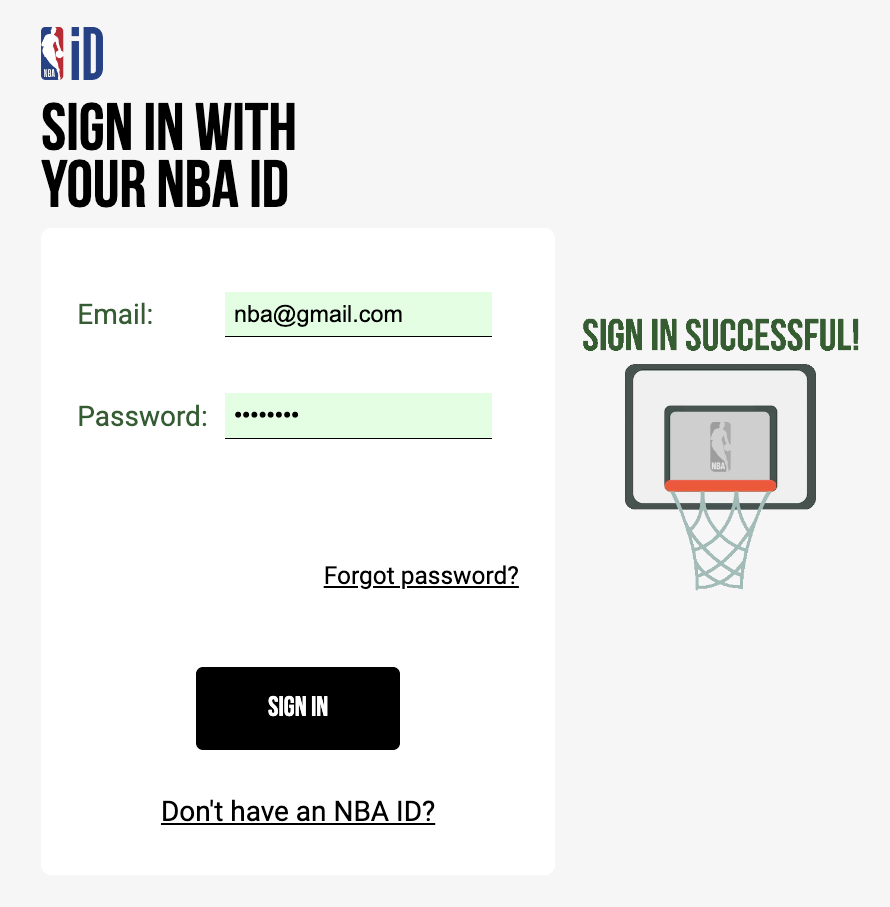 NBA iD
SIGN IN WITH
YOUR NBA ID
Email: nba@gmail.com
Password: ••••••••
SIGN IN SUCCESSFUL!
NBA
Forgot password?
SIGN IN
Don't have an NBA ID?